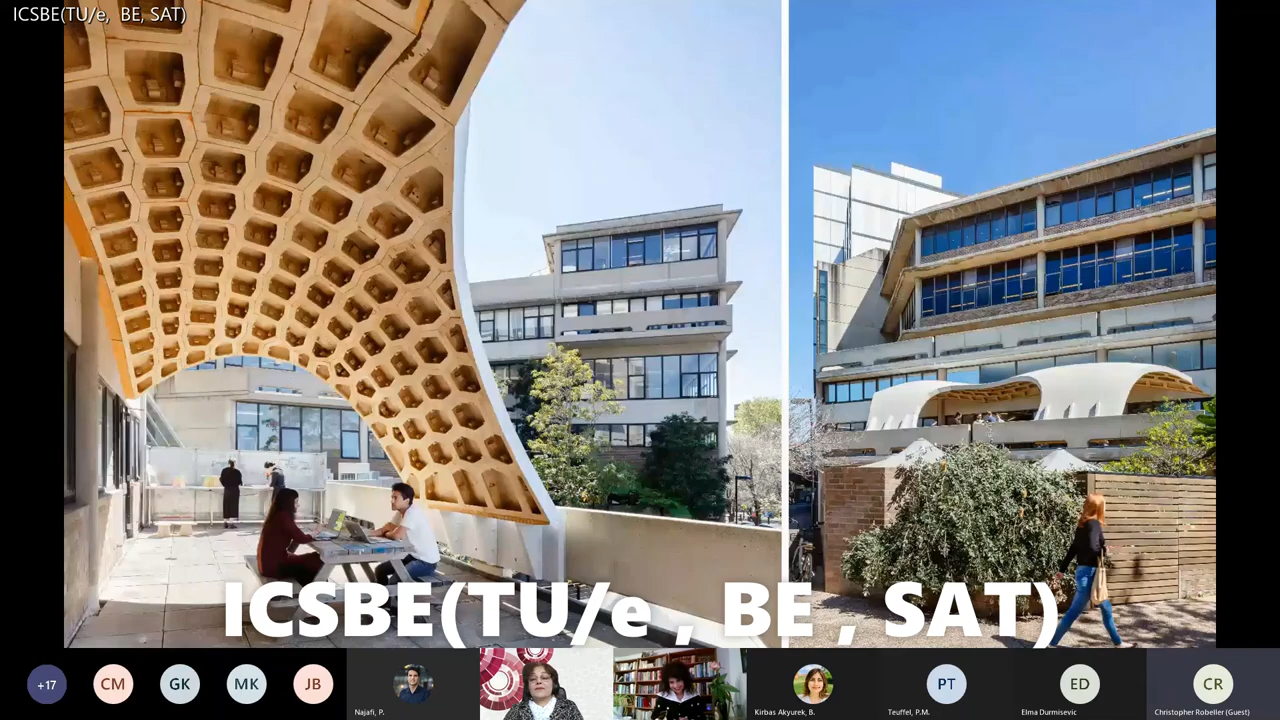 ICSBE(TU/e, BE, SAT)
ICSBE(TU/e , BE , SAT)
+17
CM
GK
MK
JB
Najafi, P.
Kirbas Akyurek, B.
PT
Teuffel, P.M.
ED
Elma Durmisevic
CR
Christopher Robeller (Guest)